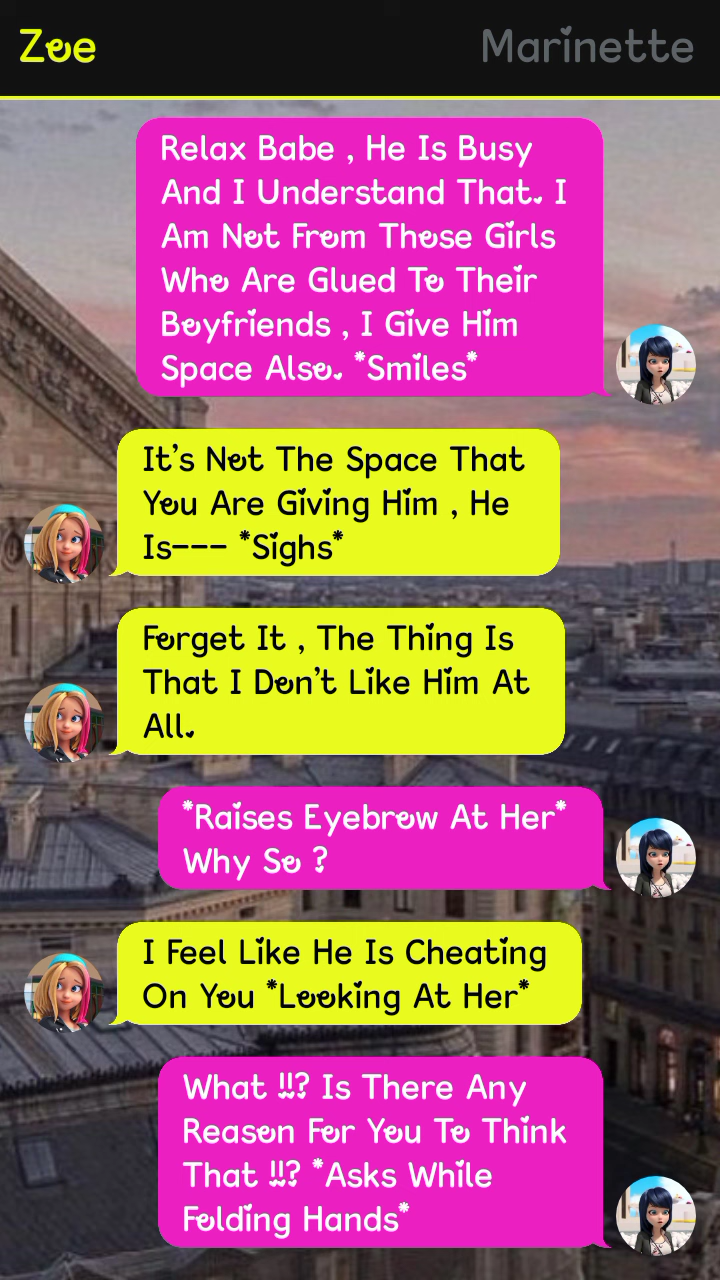 Zoe
Marinette
Relax Babe , He Is Busy
And I Understand That. I
Am Not From Those Girls
Who Are Glued To Their
Boyfriends , I Give Him
Space Also. *Smiles*
It's Not The Space That
You Are Giving Him , He
Is--- *Sighs*
Forget It , The Thing Is
That I Don't Like Him At
All.
*Raises Eyebrow At Her*
Why So ?
I Feel Like He Is Cheating
On You *Looking At Her*
What !!? Is There Any
Reason For You To Think
That !!? *Asks While
Folding Hands*